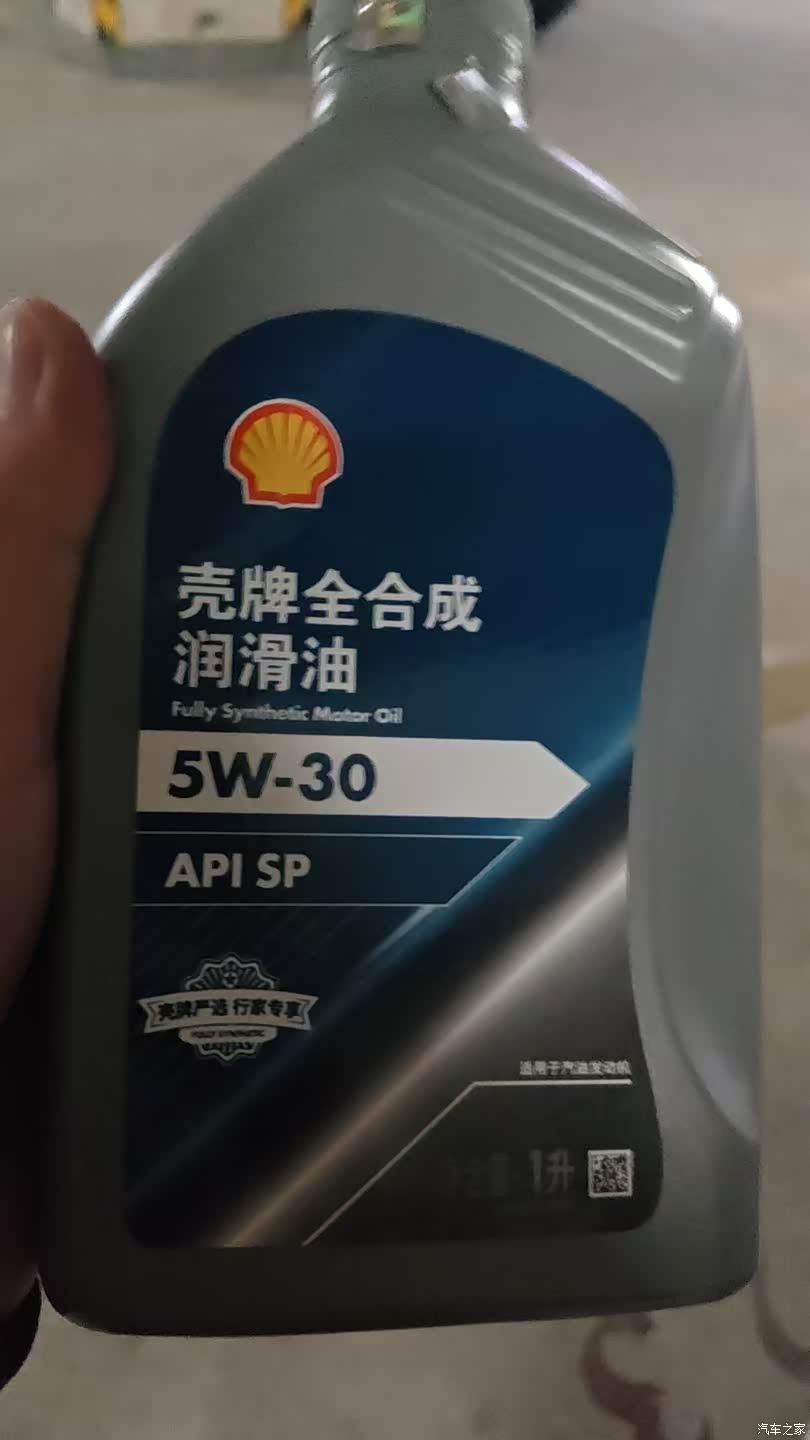 壳牌全合成
润滑油
Fully Synthetic Motor Oil
5W-30
API SP
壳牌严选 行家专享
FULLY SYNTHETIC
适用于汽油发动机
1升
汽车之家